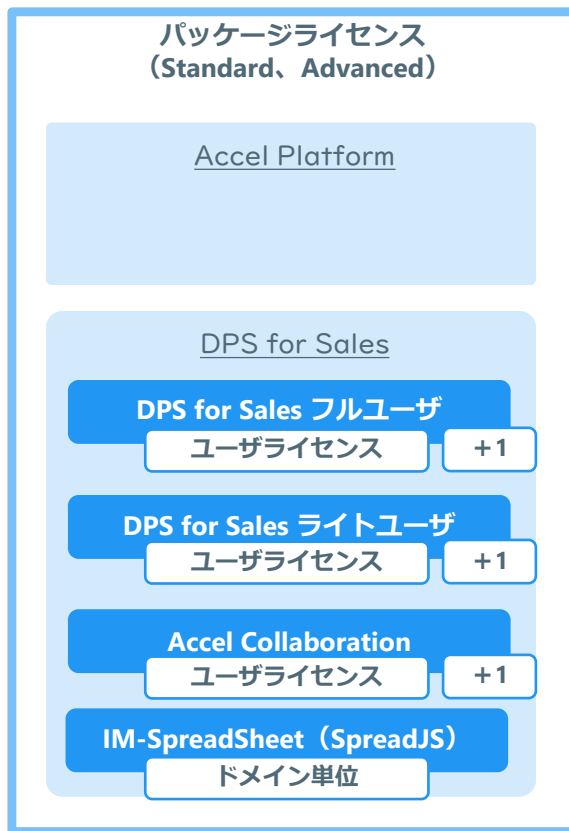 パッケージライセンス
（Standard、Advanced）
Accel Platform
DPS for Sales
DPS for Sales フルユーザ
ユーザライセンス
＋1
DPS for Sales ライトユーザ
ユーザライセンス
＋1
Accel Collaboration
ユーザライセンス
＋1
IM-SpreadSheet（SpreadJS）
ドメイン単位